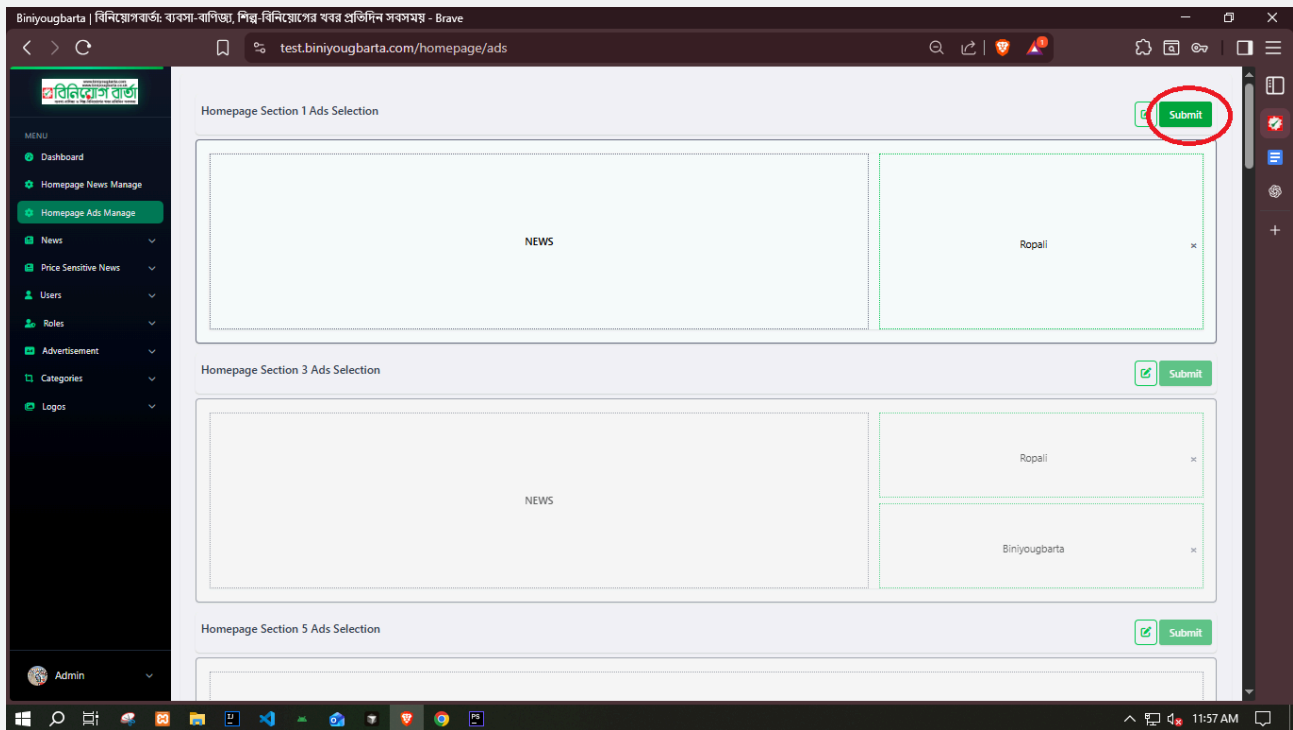 Biniyougbarta | বিনিয়োগবার্তা: ব্যবসা-বাণিজ্য, শিল্প-বিনিয়োগের খবর প্রতিদিন সবসময় - Brave
test.biniyougbarta.com/homepage/ads
1
বিনিয়োগ বার্তা
MENU
Dashboard
Homepage News Manage
Homepage Ads Manage
News
Price Sensitive News
Users
Roles
Advertisement
Categories
Logos
Admin
Homepage Section 1 Ads Selection
Submit
NEWS
Ropali
×
Homepage Section 3 Ads Selection
Submit
NEWS
Ropali
×
Biniyougbarta
×
Homepage Section 5 Ads Selection
Submit
11:57 AM